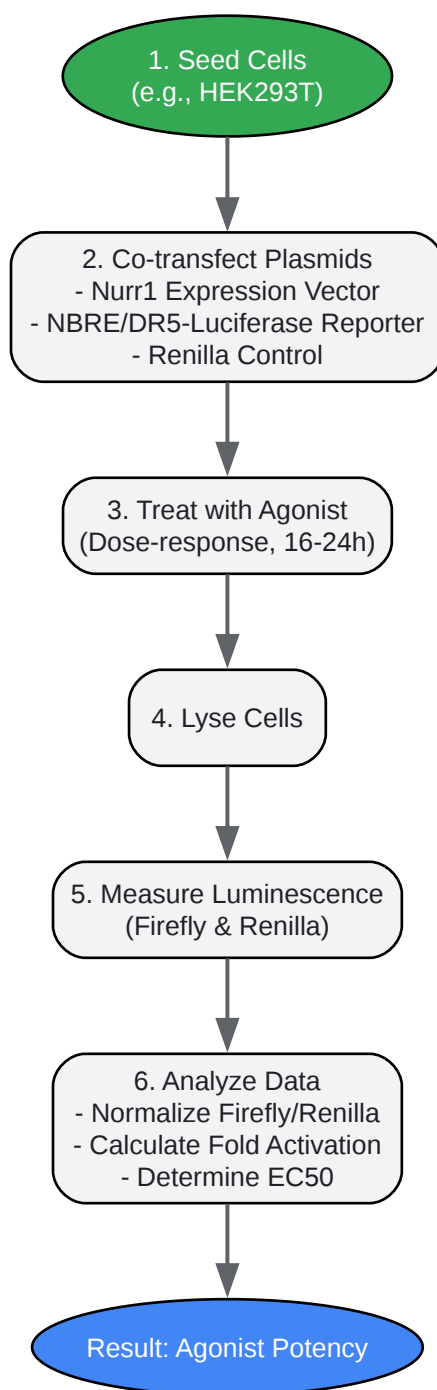 1. Seed Cells
(e.g., HEK293T)
2. Co-transfect Plasmids
- Nurr1 Expression Vector
- NBRE/DR5-Luciferase Reporter
- Renilla Control
3. Treat with Agonist
(Dose-response, 16-24h)
4. Lyse Cells
5. Measure Luminescence
(Firefly & Renilla)
6. Analyze Data
- Normalize Firefly/Renilla
- Calculate Fold Activation
- Determine EC50
Result: Agonist Potency